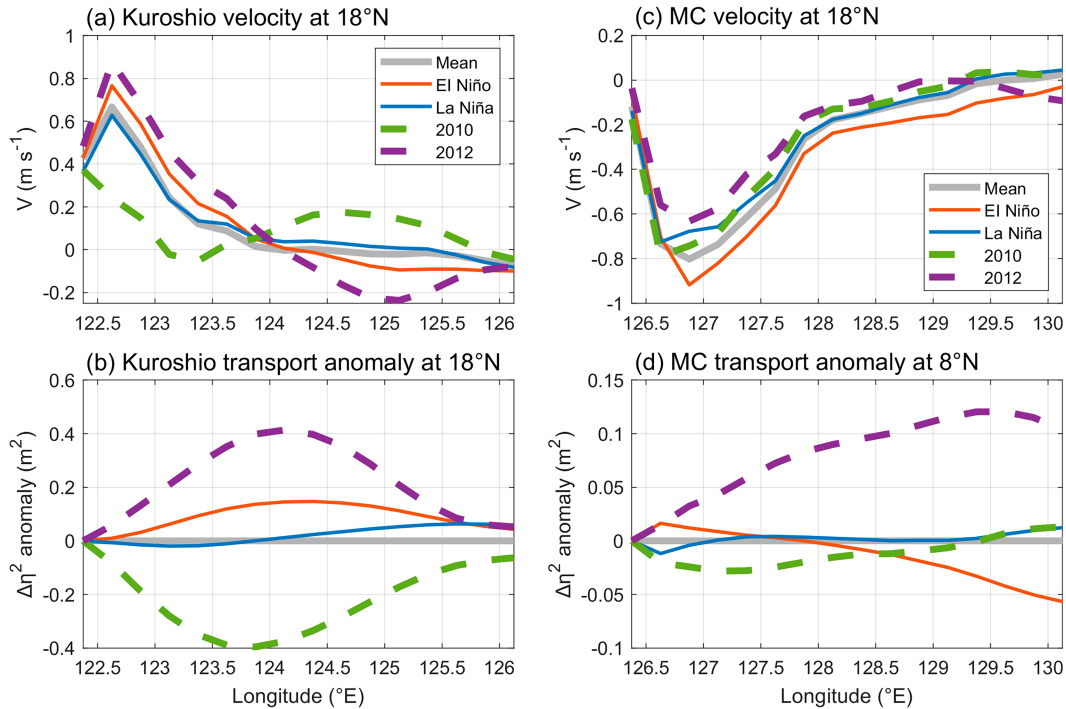 (a) Kuroshio velocity at 18°N
V (m s⁻¹)
1
0.8
0.6
0.4
0.2
0
-0.2
Mean
El Niño
La Niña
2010
2012
122.5 123 123.5 124 124.5 125 125.5 126
(c) MC velocity at 18°N
V (m s⁻¹)
0.2
0
-0.2
-0.4
-0.6
-0.8
-1
Mean
El Niño
La Niña
2010
2012
126.5 127 127.5 128 128.5 129 129.5 130
(b) Kuroshio transport anomaly at 18°N
Δη² anomaly (m²)
0.6
0.4
0.2
0
-0.2
-0.4
122.5 123 123.5 124 124.5 125 125.5 126
Longitude (°E)
(d) MC transport anomaly at 8°N
Δη² anomaly (m²)
0.15
0.1
0.05
0
-0.05
-0.1
126.5 127 127.5 128 128.5 129 129.5 130
Longitude (°E)